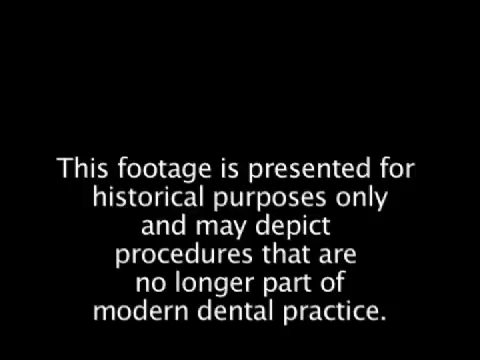 This footage is presented for
historical purposes only
and may depict
procedures that are
no longer part of
modern dental practice.